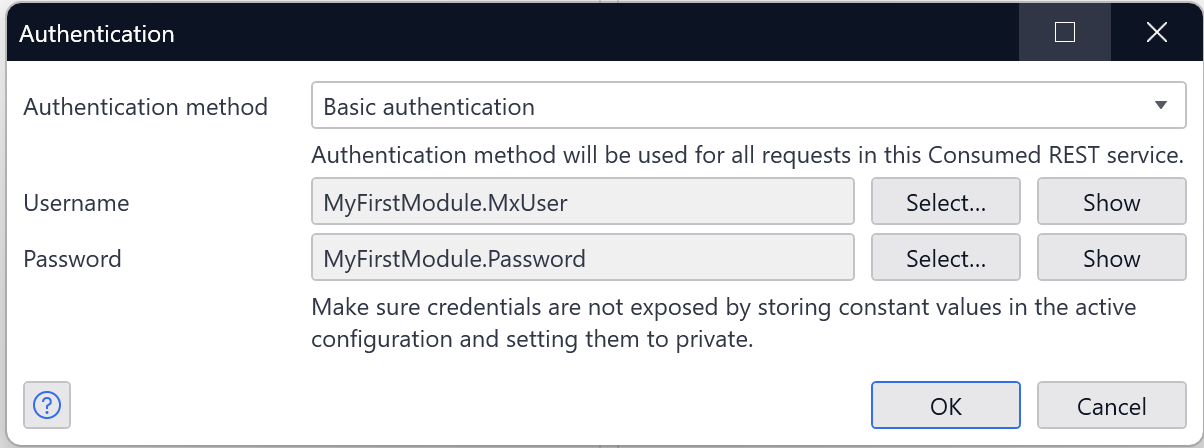 Authentication
Authentication method
Basic authentication
Authentication method will be used for all requests in this Consumed REST service.
Username
MyFirstModule.MxUser
Select...
Show
Password
MyFirstModule.Password
Select...
Show
Make sure credentials are not exposed by storing constant values in the active
configuration and setting them to private.
?
OK
Cancel